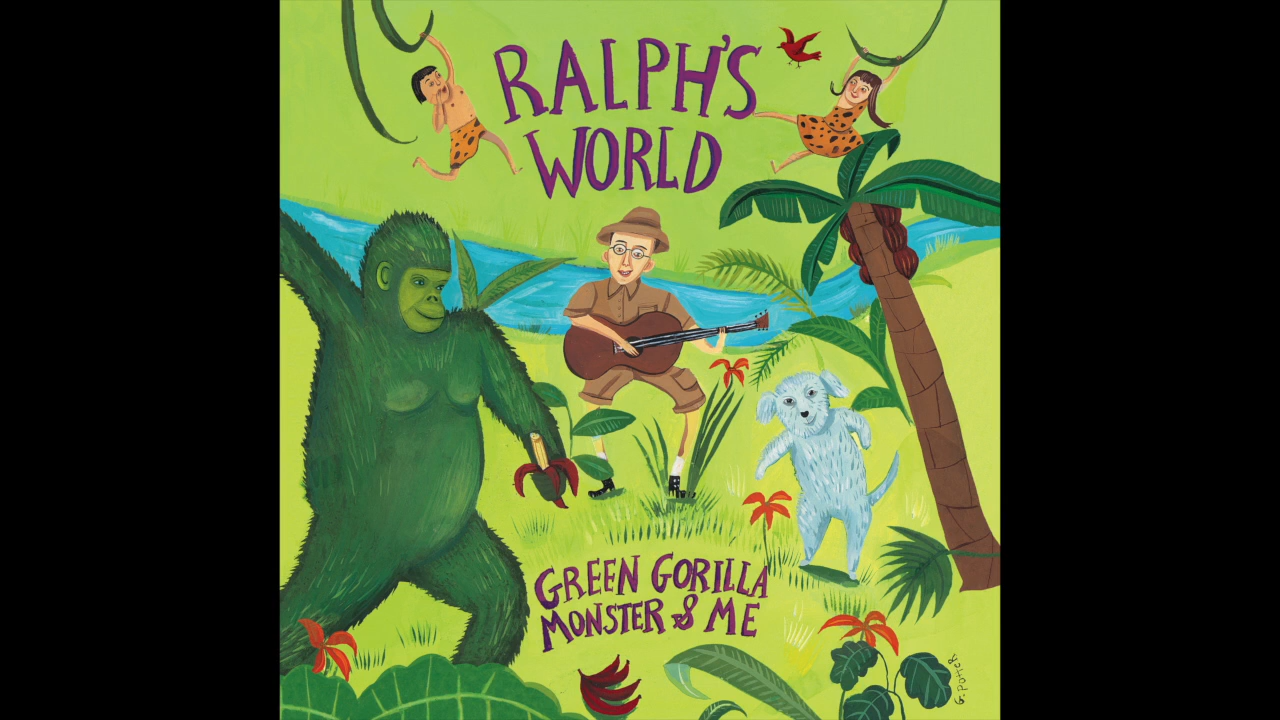 RALPH'S
WORLD
GREEN GORILLA
MONSTER & ME
G. POTTER